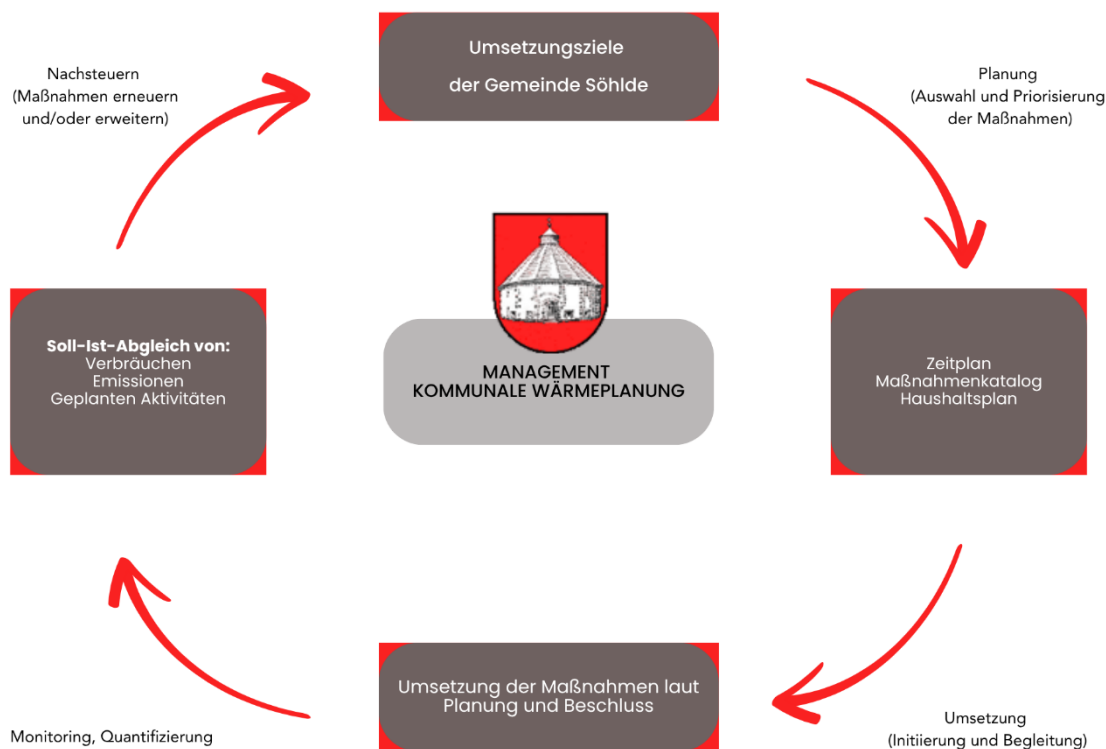 Umsetzungsziele
der Gemeinde Söhlde
Nachsteuern
(Maßnahmen erneuern
und/oder erweitern)
Planung
(Auswahl und Priorisierung
der Maßnahmen)
Soll-Ist-Abgleich von:
Verbräuchen
Emissionen
Geplanten Aktivitäten
MANAGEMENT
KOMMUNALE WÄRMEPLANUNG
Zeitplan
Maßnahmenkatalog
Haushaltsplan
Umsetzung der Maßnahmen laut
Planung und Beschluss
Monitoring, Quantifizierung
Umsetzung
(Initiierung und Begleitung)